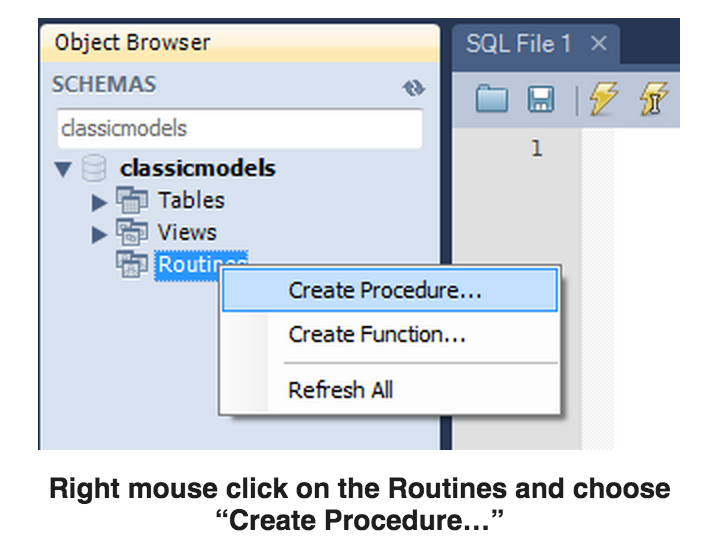 Object Browser
SQL File 1
SCHEMAS
classicmodels
1
classicmodels
Tables
Views
Routines
Create Procedure...
Create Function...
Refresh All
Right mouse click on the Routines and choose
“Create Procedure…”